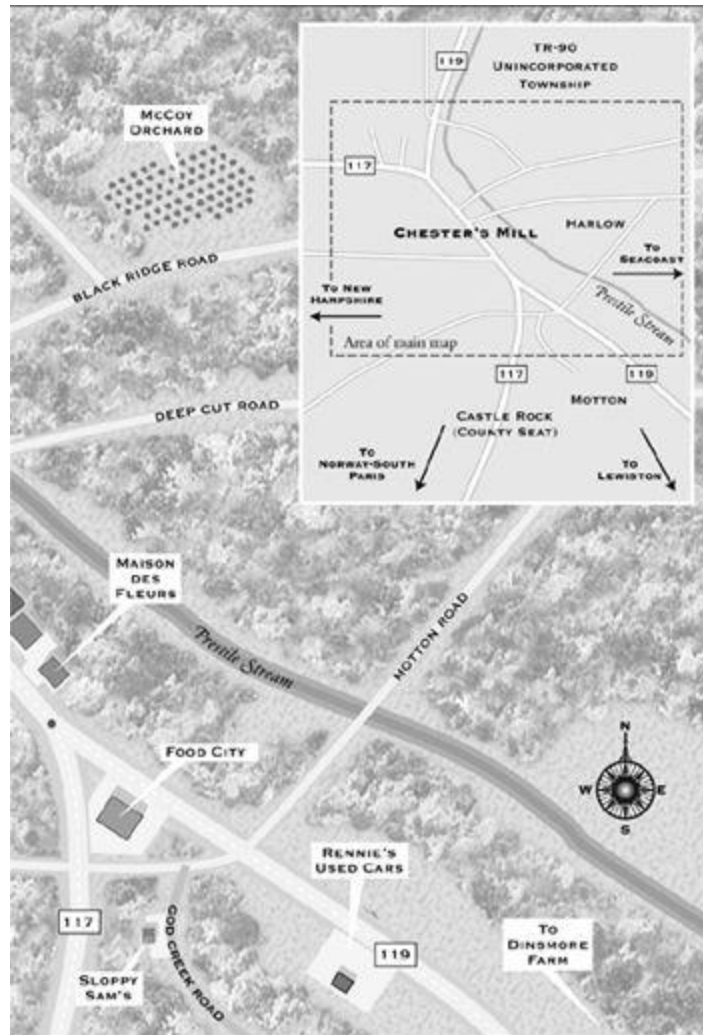 McCoy
Orchard
Black Ridge Road
Deep Cut Road
Maison
des
Fleurs
Prestile Stream
Motton Road
Food City
N
W
E
S
Rennie's
Used Cars
117
119
God Creek Road
Sloppy
Sam's
To
Dinsmore
Farm
119
TR-90
Unincorporated
Township
117
Chester's Mill
Harlow
To
Seacoast
To New
Hampshire
Prestile Stream
Area of main map
117
119
Motton
Castle Rock
(County Seat)
To
Norway-South
Paris
To
Lewiston